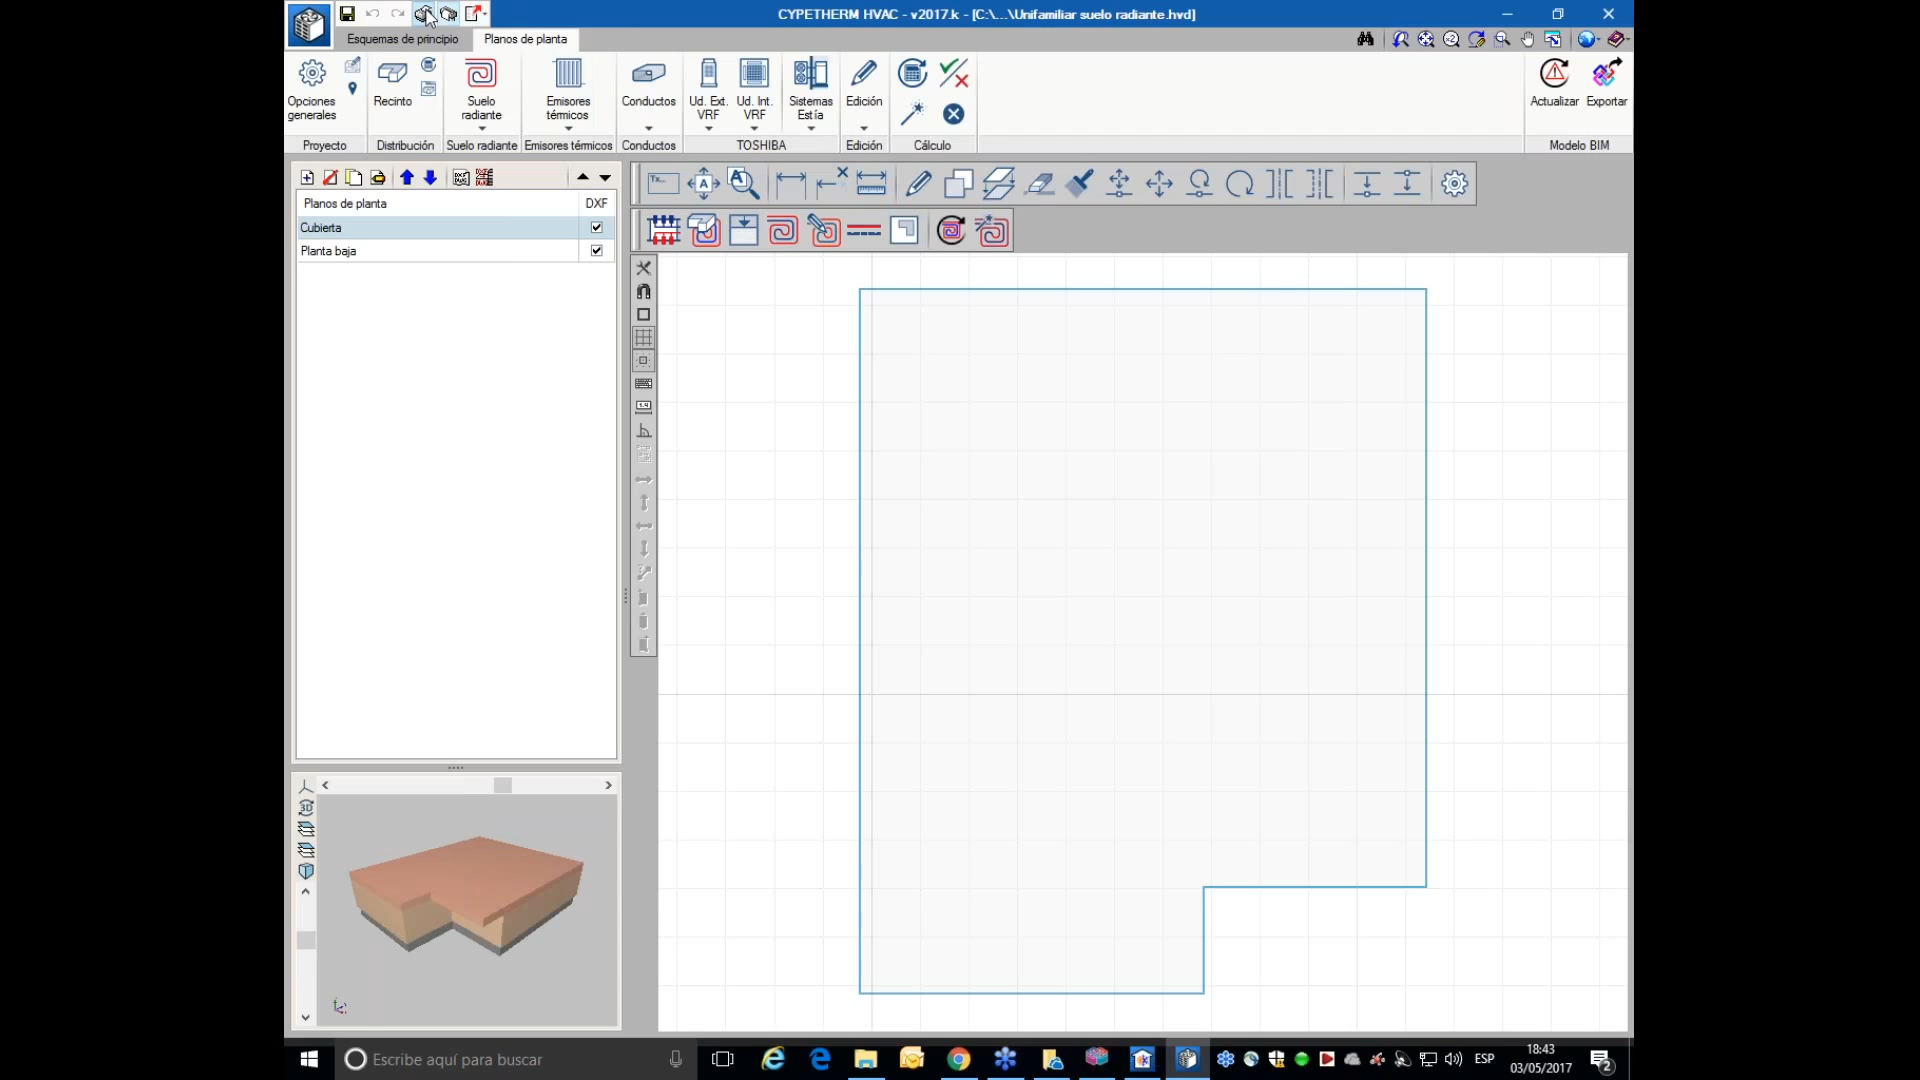 CYPETHERM HVAC - v2017.k - [C:\...\Unifamiliar suelo radiante.hvd]
Esquemas de principio
Planos de planta
Opciones generales
Recinto
Suelo radiante
Emisores térmicos
Conductos
Ud. Ext. VRF
Ud. Int. VRF
Sistemas Estía
Edición
Actualizar
Exportar
Proyecto
Distribución
Suelo radiante
Emisores térmicos
Conductos
TOSHIBA
Edición
Cálculo
Modelo BIM
Planos de planta
DXF
Cubierta
Planta baja
3D
Escribe aquí para buscar
ESP
18:43
03/05/2017
2